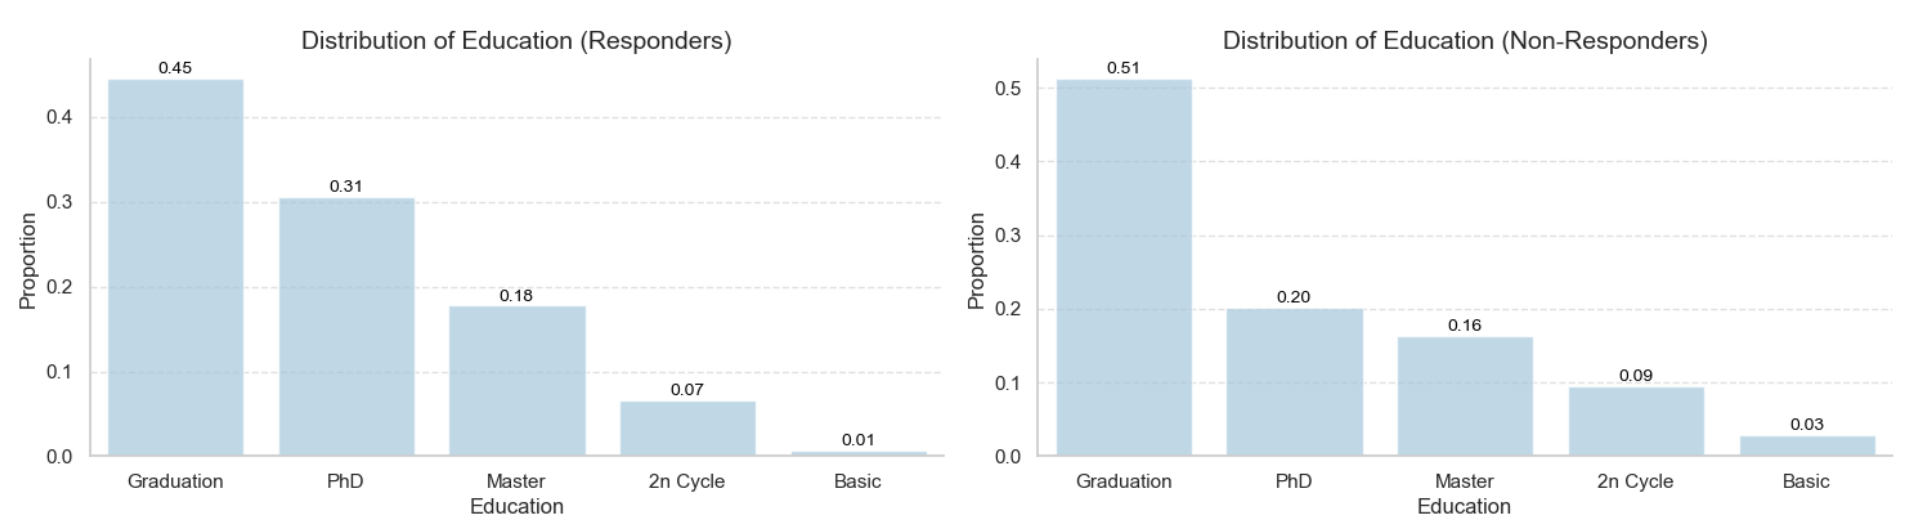 Distribution of Education (Responders)
0.45
0.31
0.18
0.07
0.01
0.4
0.3
0.2
0.1
0.0
Proportion
Graduation PhD Master 2n Cycle Basic
Education
Distribution of Education (Non-Responders)
0.51
0.20
0.16
0.09
0.03
0.5
0.4
0.3
0.2
0.1
0.0
Proportion
Graduation PhD Master 2n Cycle Basic
Education